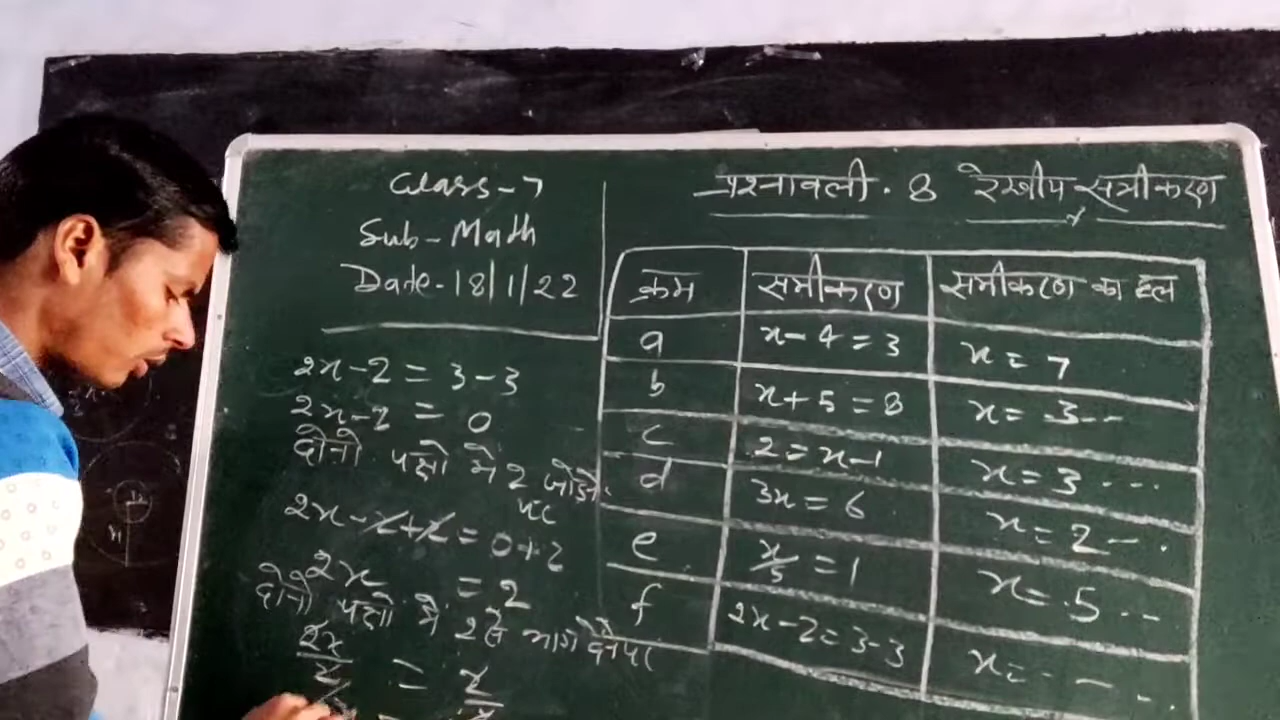 Class-7
Sub-Math
Date-18/1/22
प्रश्नावली. 8 रेखीय समीकरण
क्रम समीकरण समीकरण का हल
a x-4=3 x=7
b x+5=8 x=3--
c 2=x-1 x=3...
d 3x=6 x=2-.
e x/5=1 x=5--
f 2x-2=3-3 x=---
2x-2=3-3
2x-2=0
दोनो पक्षो मे 2 जोड़ने
पर
2x-2+2=0+2
2x=2
दोनो पक्षो मे 2 से भाग देने पर
2x/2=2/2